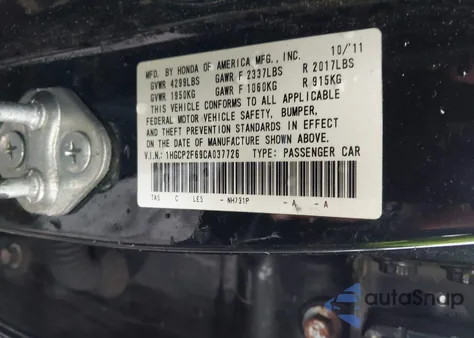 MFD. BY HONDA OF AMERICA MFG., INC. 10/'11
GVWR 4299LBS GAWR F 2337LBS R 2017LBS
GVWR 1950KG GAWR F 1060KG R 915KG
THIS VEHICLE CONFORMS TO ALL APPLICABLE
FEDERAL MOTOR VEHICLE SAFETY, BUMPER,
AND THEFT PREVENTION STANDARDS IN EFFECT
ON THE DATE OF MANUFACTURE SHOWN ABOVE.
V.I.N.: 1HGCP2F69CA037726 TYPE: PASSENGER CAR
TAS C LES - NH731P - A - A
autoSnap